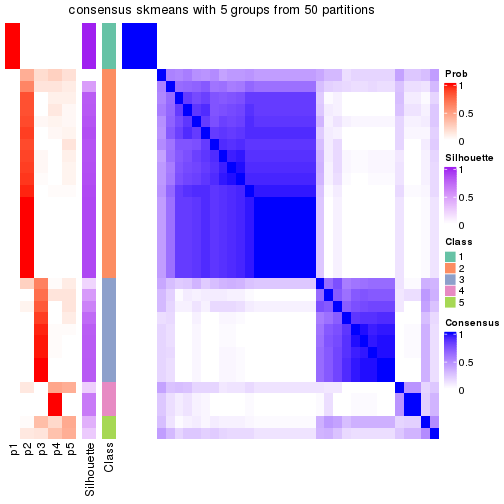 consensus skmeans with 5 groups from 50 partitions
Prob
1
0.5
0
Silhouette
1
0.5
0
Class
1
2
3
4
5
Consensus
1
0.5
0
p1
p2
p3
p4
p5
Silhouette
Class